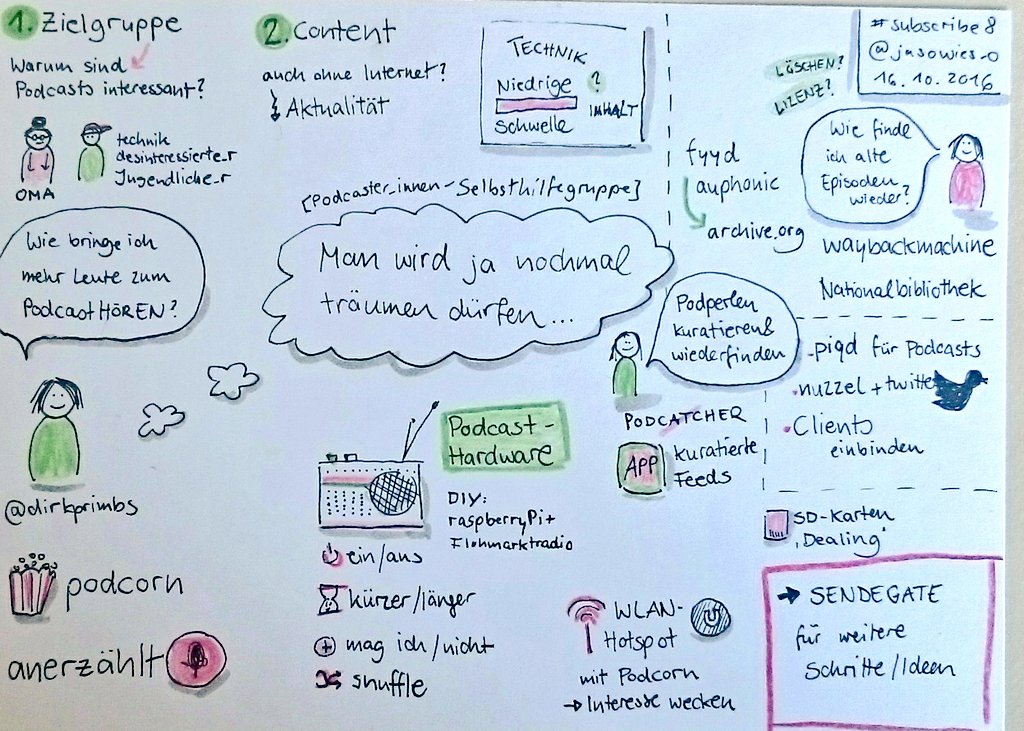 1. Zielgruppe
Warum sind
Podcasts interessant?
OMA
technik
desinteressierte_r
Jugendliche_r
Wie bringe ich
mehr Leute zum
Podcast HÖREN?
@dirkprimbs
podcorn
anerzählt
2. Content
auch ohne Internet?
Aktualität
TECHNIK
Niedrige ?
INHALT
Schwelle
[Podcaster_innen-Selbsthilfegruppe]
Man wird ja nochmal
träumen dürfen...
Podcast-
Hardware
DIY:
raspberryPi+
Flohmarktradio
ein/aus
kürzer/länger
mag ich/nicht
shuffle
WLAN-
Hotspot
mit Podcorn
→ Interesse wecken
#subscribe8
@jasowies_o
16.10.2016
LÖSCHEN?
LIZENZ?
Wie finde
ich alte
Episoden
wieder?
fyyd
auphonic
archive.org
waybackmachine
Nationalbibliothek
Podperlen
kuratieren&
wiederfinden
PODCATCHER
APP
kuratierte
Feeds
piqd für Podcasts
nuzzel + twitter
Clients
einbinden
SD-Karten
'Dealing'
→ SENDEGATE
für weitere
Schritte/Ideen